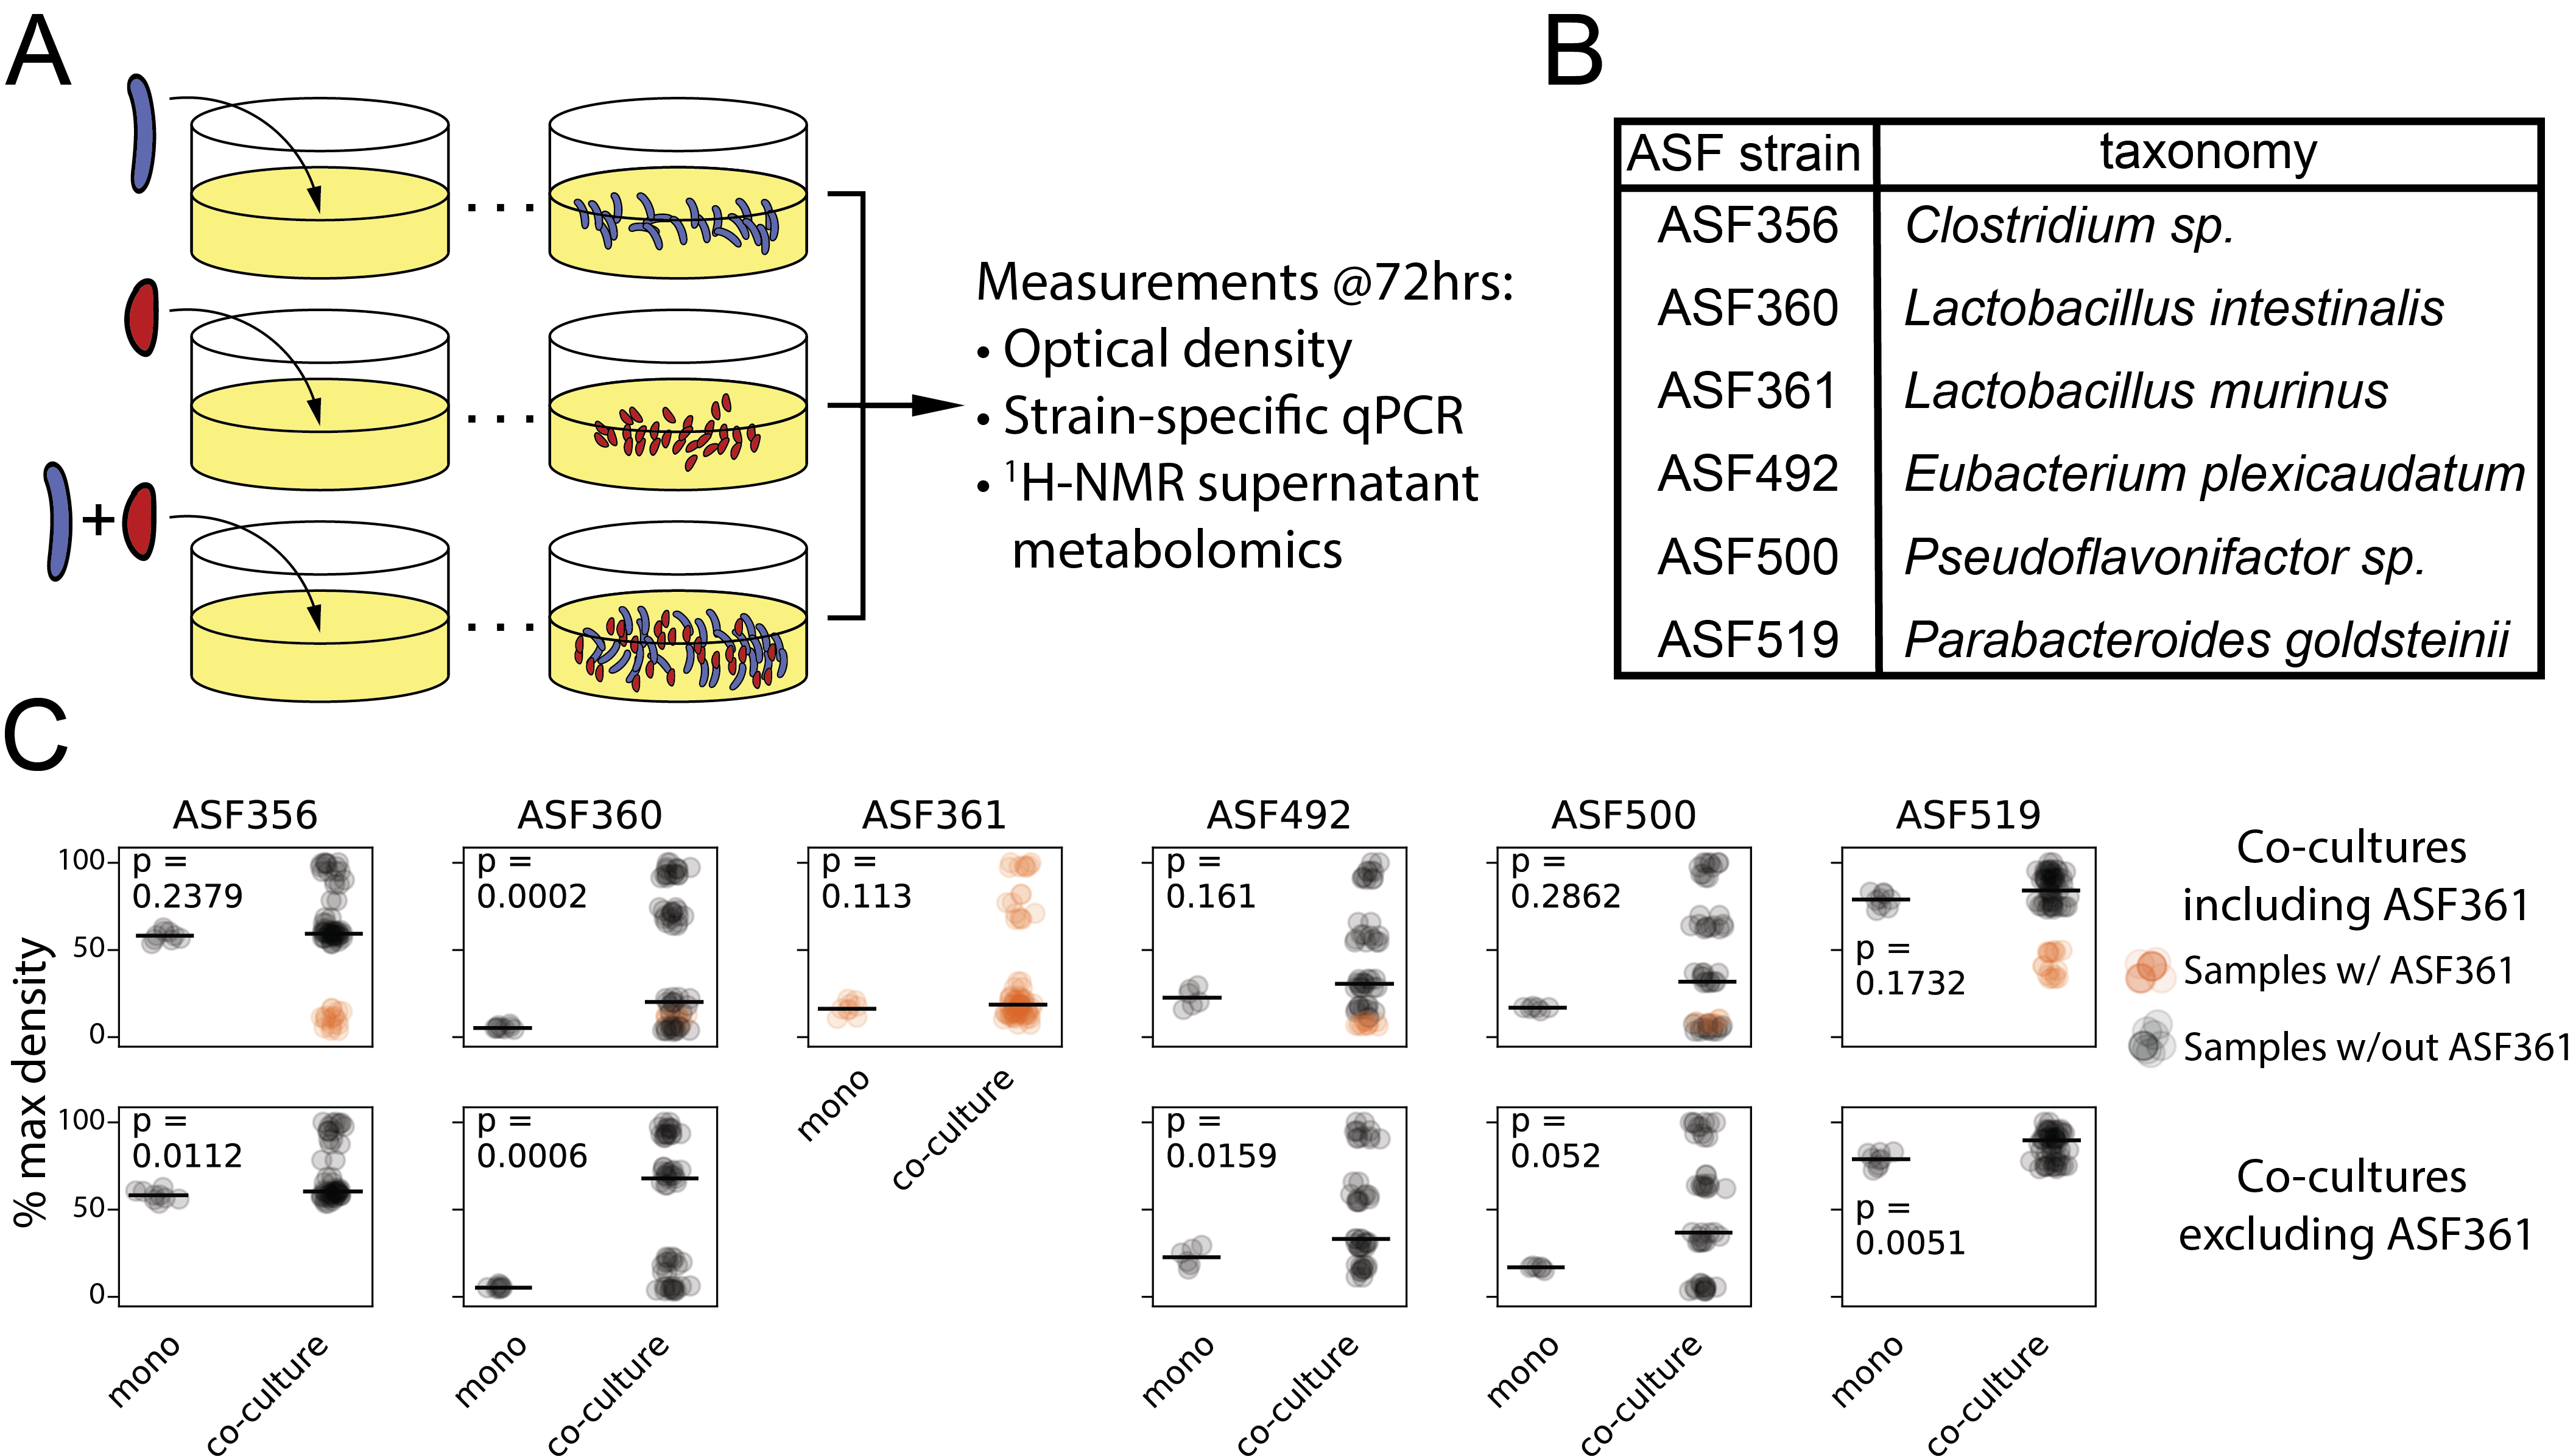 A
+
...
...
...
Measurements @72hrs:
• Optical density
• Strain-specific qPCR
• ¹H-NMR supernatant
metabolomics
B
ASF strain taxonomy
ASF356 Clostridium sp.
ASF360 Lactobacillus intestinalis
ASF361 Lactobacillus murinus
ASF492 Eubacterium plexicaudatum
ASF500 Pseudoflavonifactor sp.
ASF519 Parabacteroides goldsteinii
C
% max density
ASF356
100
50
0
p =
0.2379
ASF360
p =
0.0002
ASF361
p =
0.113
mono
co-culture
ASF492
p =
0.161
ASF500
p =
0.2862
ASF519
p =
0.1732
Co-cultures
including ASF361
Samples w/ ASF361
Samples w/out ASF361
100
50
0
p =
0.0112
mono
co-culture
p =
0.0006
mono
co-culture
p =
0.0159
mono
co-culture
p =
0.052
mono
co-culture
p =
0.0051
mono
co-culture
Co-cultures
excluding ASF361